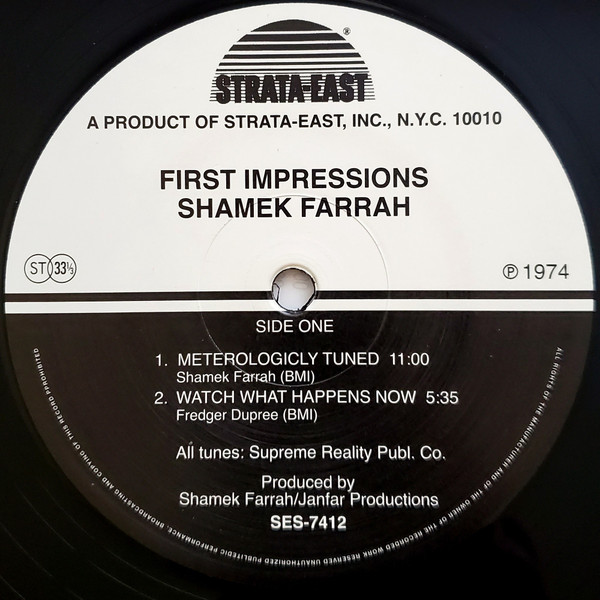 STRATA-EAST®
A PRODUCT OF STRATA-EAST, INC., N.Y.C. 10010
FIRST IMPRESSIONS
SHAMEK FARRAH
ST 33⅓
℗ 1974
SIDE ONE
1. METEROLOGICLY TUNED 11:00
Shamek Farrah (BMI)
2. WATCH WHAT HAPPENS NOW 5:35
Fredger Dupree (BMI)
All tunes: Supreme Reality Publ. Co.
Produced by
Shamek Farrah/Janfar Productions
SES-7412
ALL RIGHTS OF THE MANUFACTURER AND OF THE OWNER OF THE RECORDED WORK RESERVED UNAUTHORIZED PUBLITEDIC PERFORMANCE, BROADCASTING AND COPYING OF THIS RECORD PROHIBITED